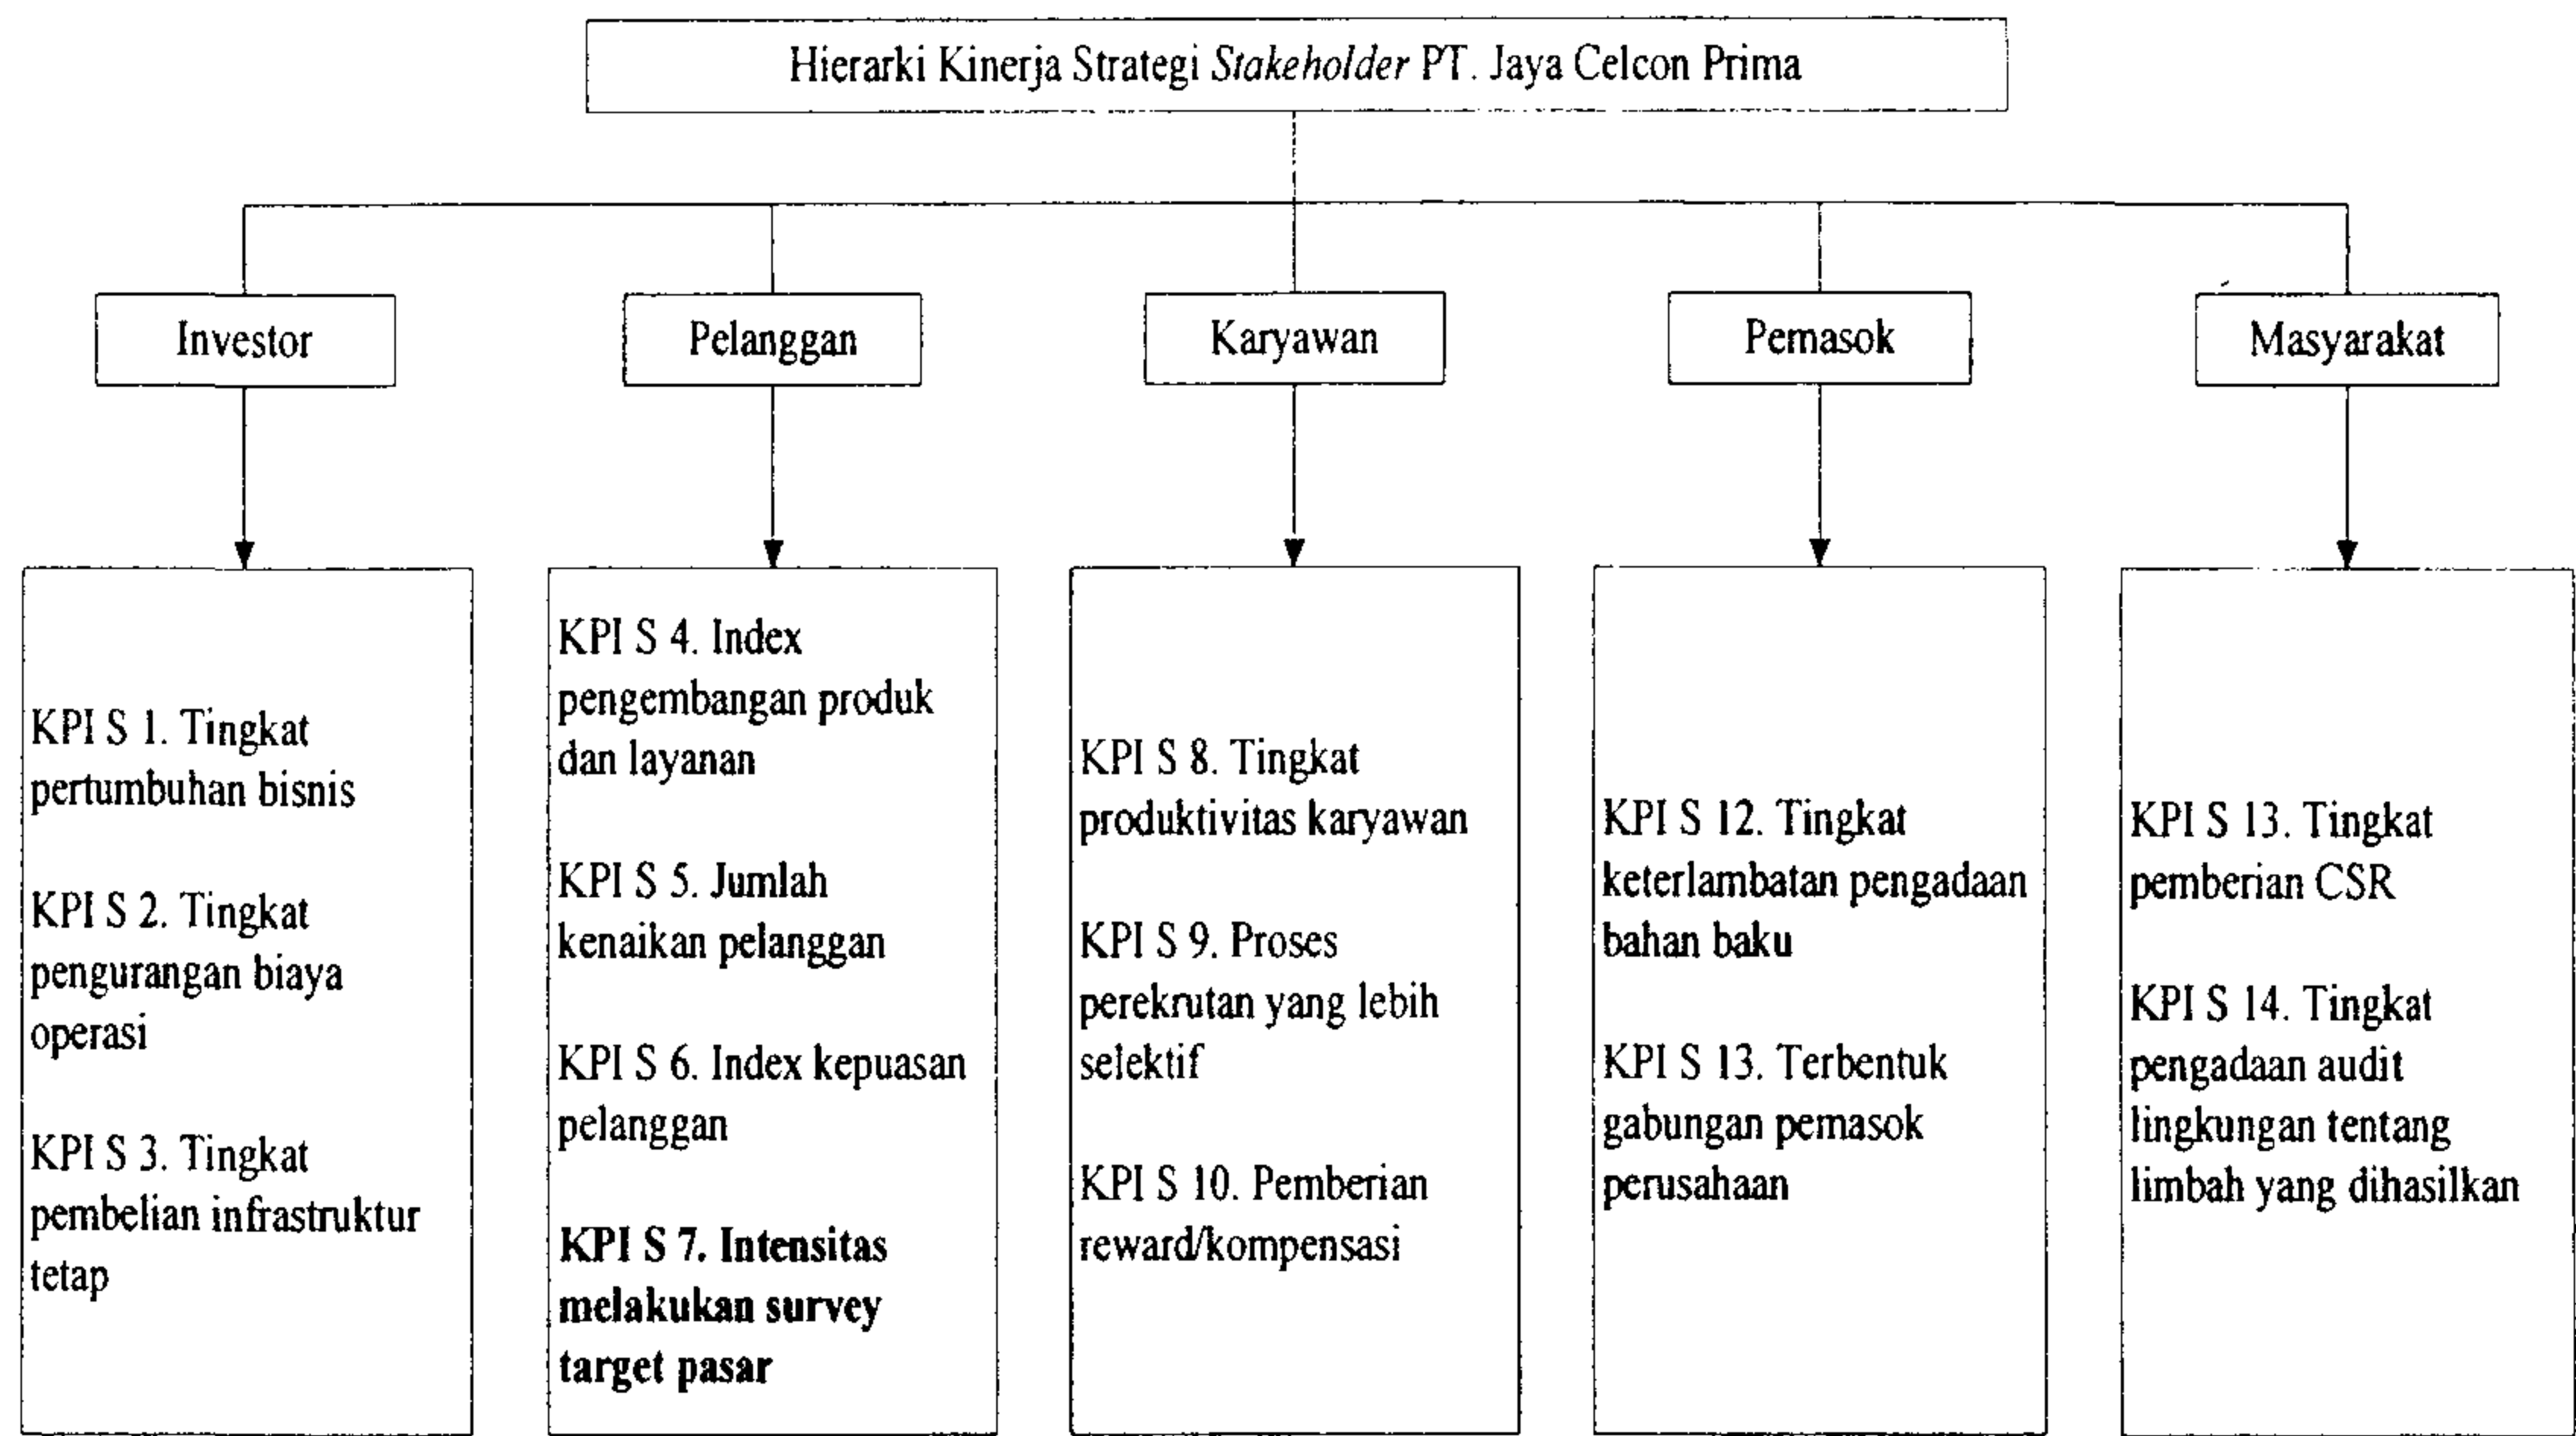 Hierarki Kinerja Strategi Stakeholder PT. Jaya Celcon Prima
Investor
Pelanggan
Karyawan
Pemasok
Masyarakat
KPI S 1. Tingkat
pertumbuhan bisnis
KPI S 2. Tingkat
pengurangan biaya
operasi
KPI S 3. Tingkat
pembelian infrastruktur
tetap
KPI S 4. Index
pengembangan produk
dan layanan
KPI S 5. Jumlah
kenaikan pelanggan
KPI S 6. Index kepuasan
pelanggan
KPI S 7. Intensitas
melakukan survey
target pasar
KPI S 8. Tingkat
produktivitas karyawan
KPI S 9. Proses
perekrutan yang lebih
selektif
KPI S 10. Pemberian
reward/kompensasi
KPI S 12. Tingkat
keterlambatan pengadaan
bahan baku
KPI S 13. Terbentuk
gabungan pemasok
perusahaan
KPI S 13. Tingkat
pemberian CSR
KPI S 14. Tingkat
pengadaan audit
lingkungan tentang
limbah yang dihasilkan